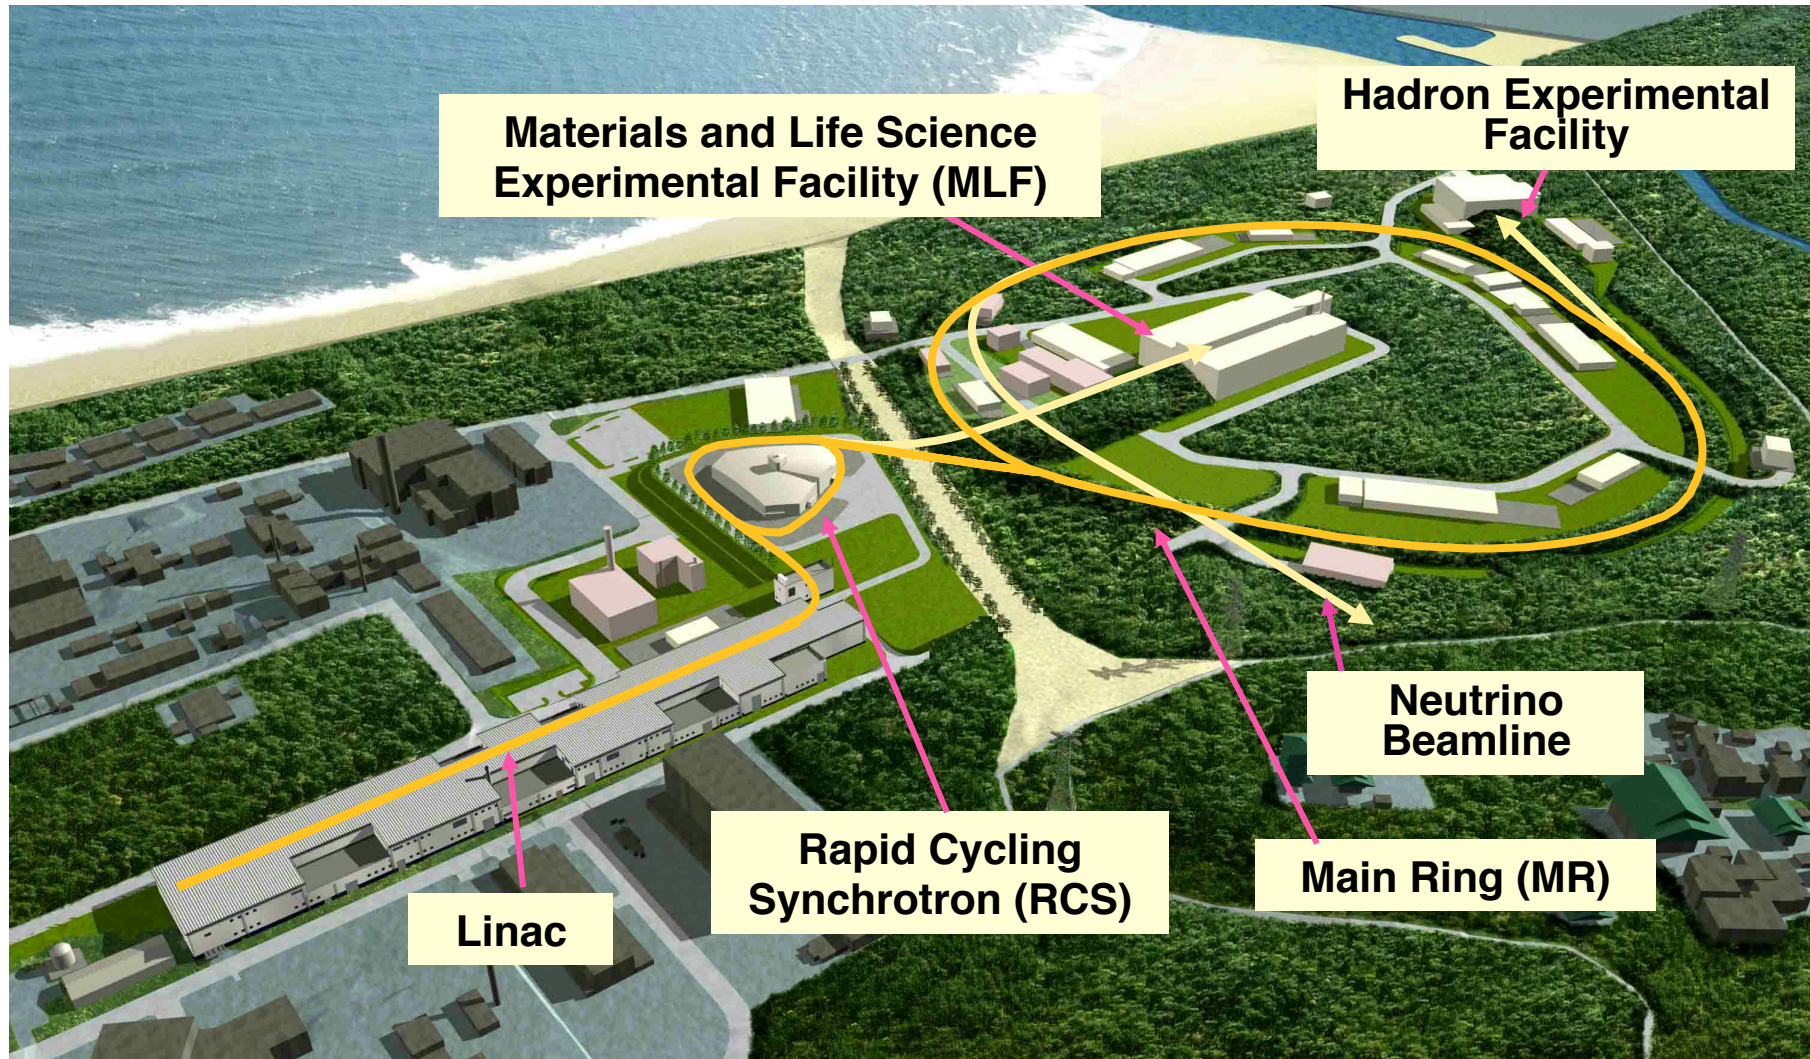 Hadron Experimental
Facility
Materials and Life Science
Experimental Facility (MLF)
Neutrino
Beamline
Rapid Cycling
Synchrotron (RCS)
Main Ring (MR)
Linac